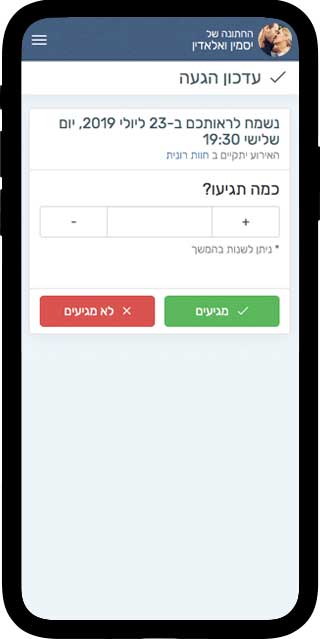 החתונה של
יסמין ואלאדין
עדכון הגעה
נשמח לראותכם ב-23 ליולי 2019, יום
שלישי 19:30
האירוע יתקיים ב חוות רונית
כמה תגיעו?
+
-
* ניתן לשנות בהמשך
מגיעים
לא מגיעים